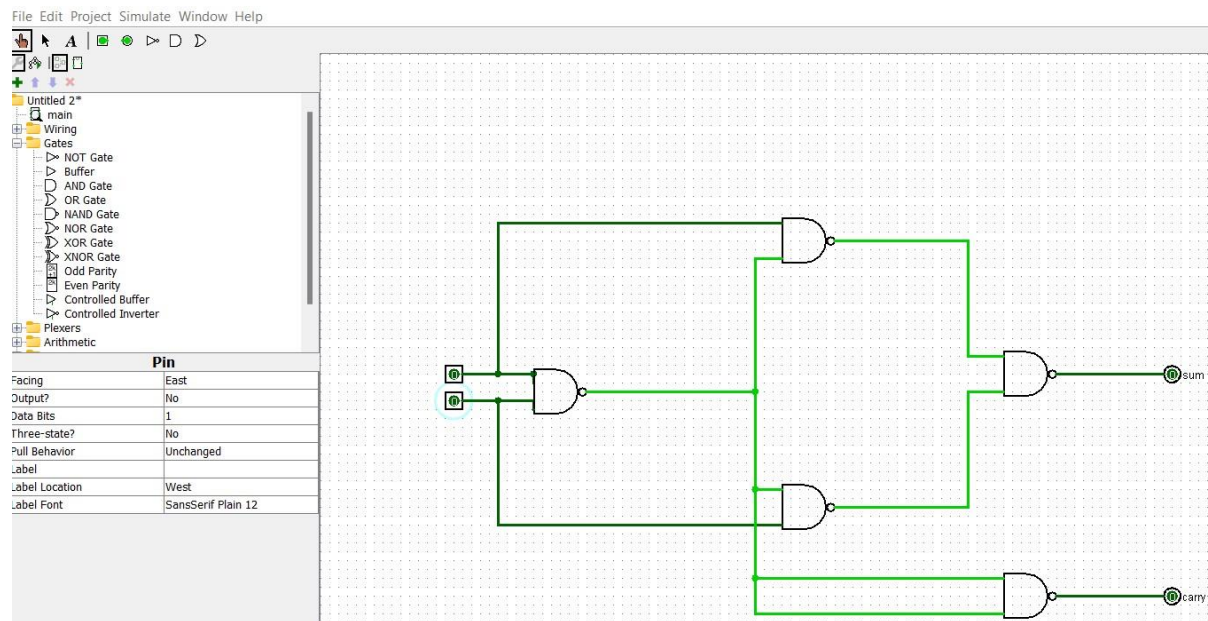 File Edit Project Simulate Window Help
A
Untitled 2*
main
Wiring
Gates
NOT Gate
Buffer
AND Gate
OR Gate
NAND Gate
NOR Gate
XOR Gate
XNOR Gate
Odd Parity
Even Parity
Controlled Buffer
Controlled Inverter
Plexers
Arithmetic
Pin
Facing East
Output? No
Data Bits 1
Three-state? No
Pull Behavior Unchanged
Label
Label Location West
Label Font SansSerif Plain 12
0
0
0 sum
0 carry